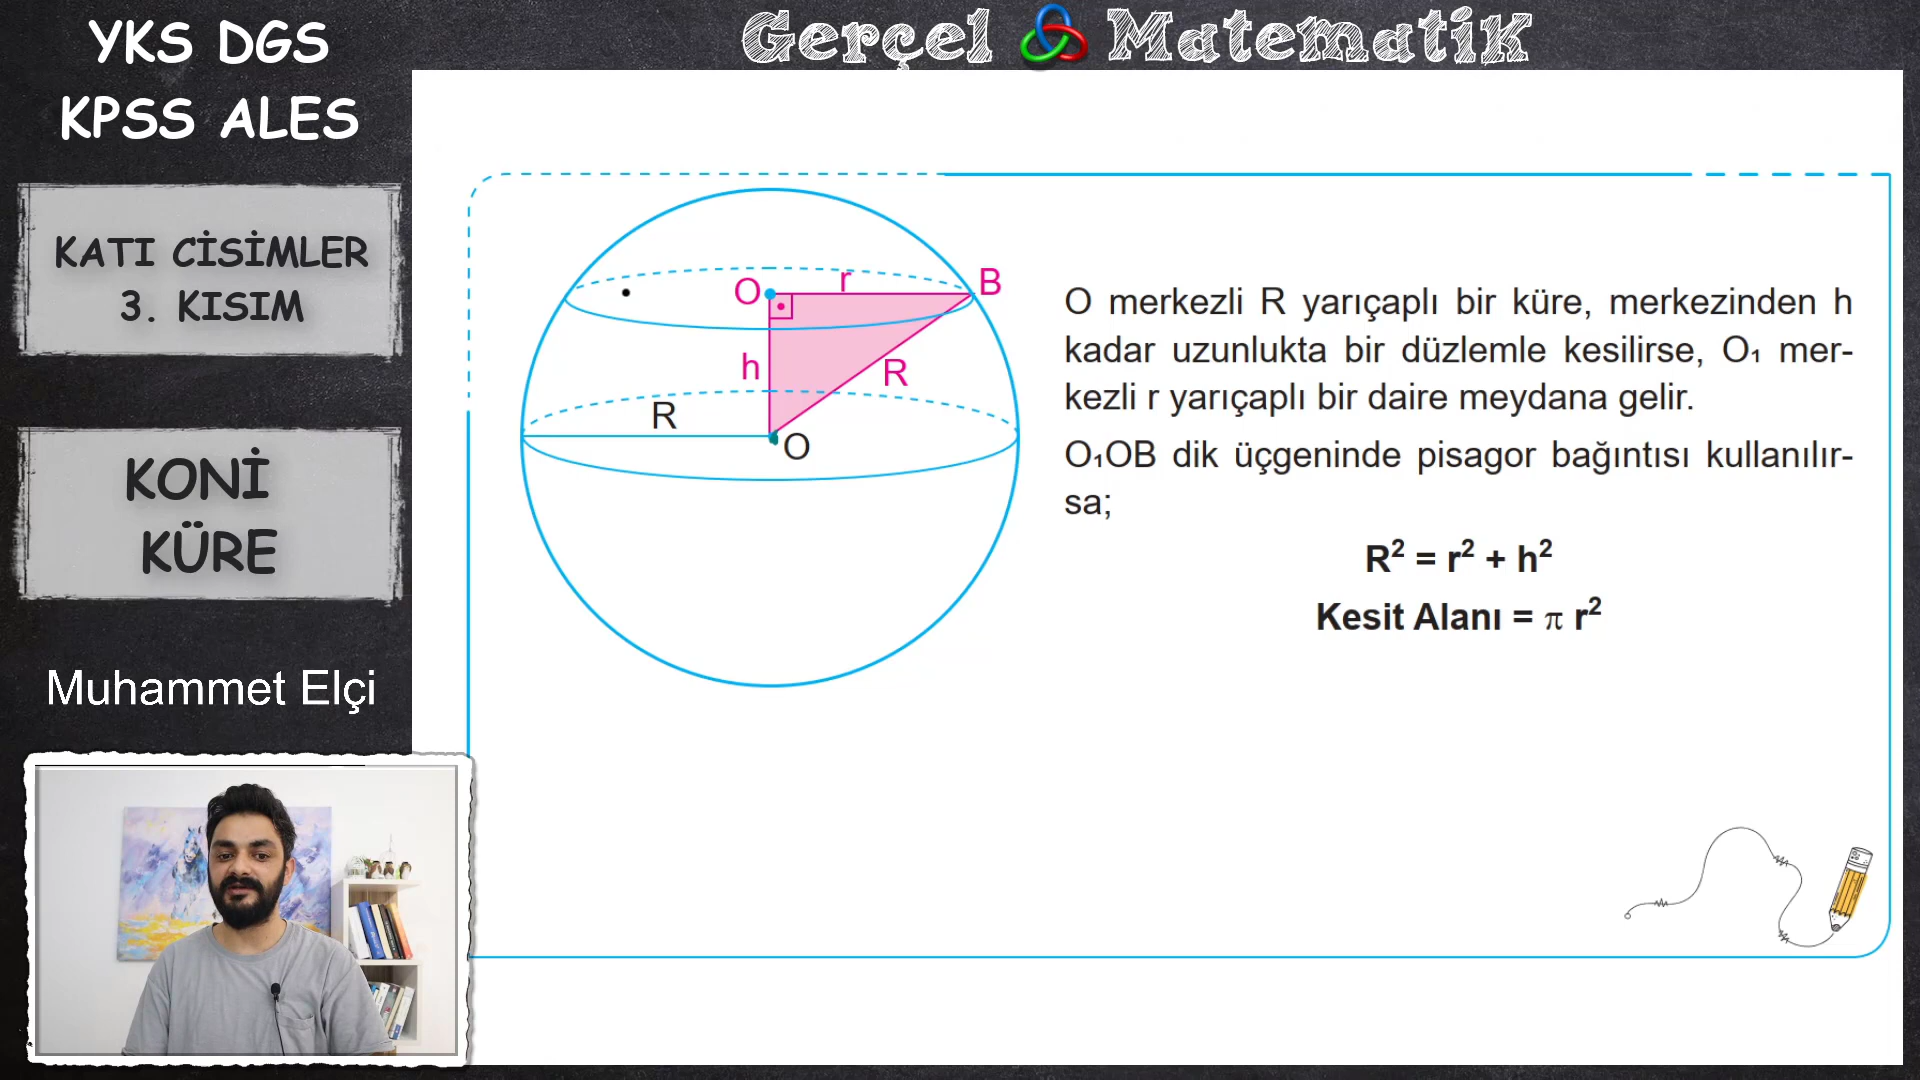 YKS DGS
KPSS ALES
Gerçel Matematik
KATI CİSİMLER
3. KISIM
KONİ
KÜRE
Muhammet Elçi
O
r
B
h
R
R
O
O merkezli R yarıçaplı bir küre, merkezinden h
kadar uzunlukta bir düzlemle kesilirse, O₁ mer-
kezli r yarıçaplı bir daire meydana gelir.
O₁OB dik üçgeninde pisagor bağıntısı kullanılır-
sa;
R² = r² + h²
Kesit Alanı = π r²